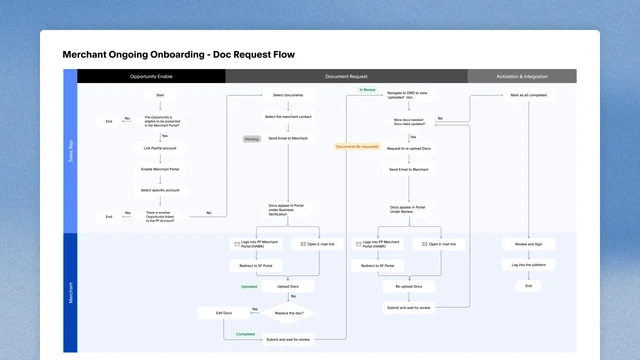 Merchant Ongoing Onboarding - Doc Request Flow
Opportunity Enable
Document Request
Activation & Integration
Sales Rep
Start
The Opportunity is
eligible to be presented
in the Merchant Portal?
No
End
Yes
Link PayPal account
Enable Merchant Portal
Select specific account
There is another
Opportunity linked
to the PP Account?
Yes
End
No
Select documents
Select the merchant contact
Pending
Send Email to Merchant
Docs appear in Portal
under Business
Verification
In Review
Navigate to OMS to view
'uploaded' doc
More docs needed/
Docs need updates?
No
Yes
Documents Re-requested
Request to re-upload Docs
Send Email to Merchant
Docs appear in Portal
Under Review
Mark as all completed
Merchant
Logs into PP Merchant
Portal (HAWK)
Open E-mail link
Redirect to SF Portal
Uploaded
Upload Docs
No
Replace the doc?
Yes
Edit Docs
Completed
Submit and wait for review
Logs into PP Merchant
Portal (HAWK)
Open E-mail link
Redirect to SF Portal
Re-upload Docs
Submit and wait for review
Review and Sign
Log into the platform
End